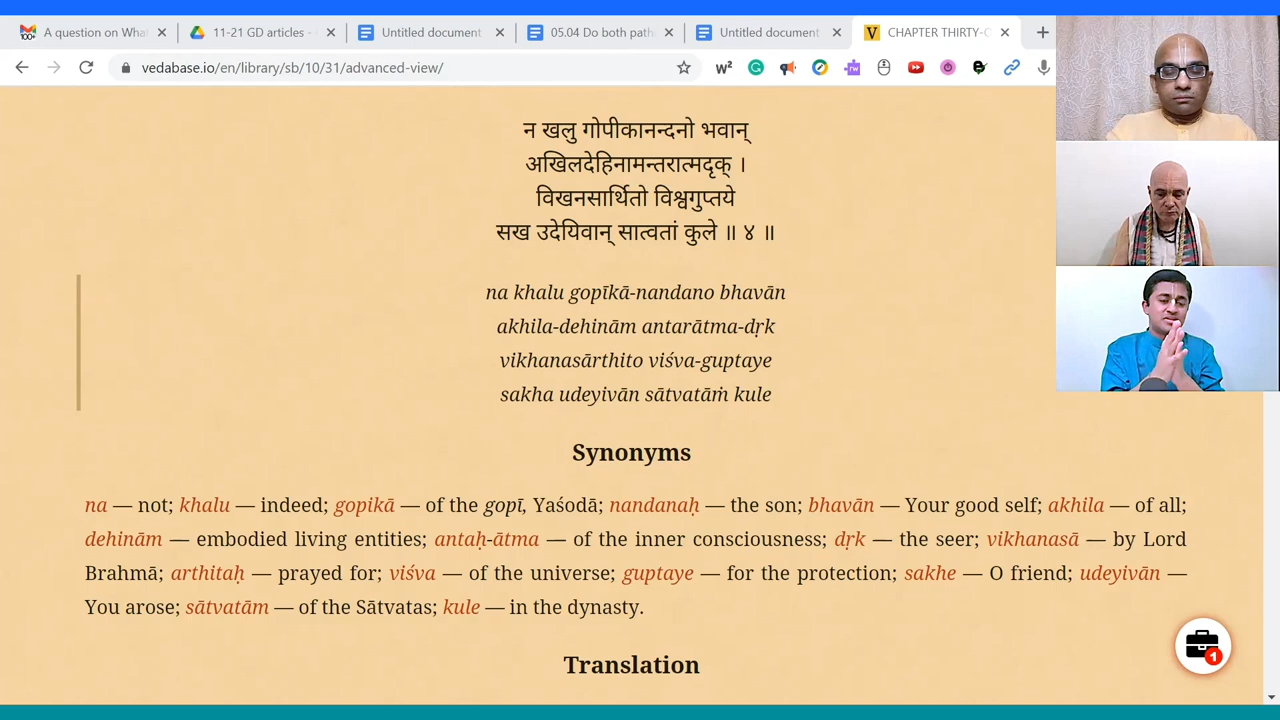 A question on Wha
11-21 GD articles -
Untitled document
05.04 Do both path
Untitled document
CHAPTER THIRTY-O
vedabase.io/en/library/sb/10/31/advanced-view/
न खलु गोपीकानन्दनो भवान्
अखिलदेहिनामन्तरात्मदृक् ।
विखनसार्थितो विश्वगुप्तये
सख उदेयिवान् सात्वतां कुले ॥ ४ ॥
na khalu gopīkā-nandano bhavān
akhila-dehinām antarātma-dṛk
vikhanasārthito viśva-guptaye
sakha udeyivān sātvatāṁ kule
Synonyms
na — not; khalu — indeed; gopikā — of the gopī, Yaśodā; nandanaḥ — the son; bhavān — Your good self; akhila — of all;
dehinām — embodied living entities; antaḥ-ātma — of the inner consciousness; dṛk — the seer; vikhanasā — by Lord
Brahmā; arthitaḥ — prayed for; viśva — of the universe; guptaye — for the protection; sakhe — O friend; udeyivān —
You arose; sātvatām — of the Sātvatas; kule — in the dynasty.
1
Translation